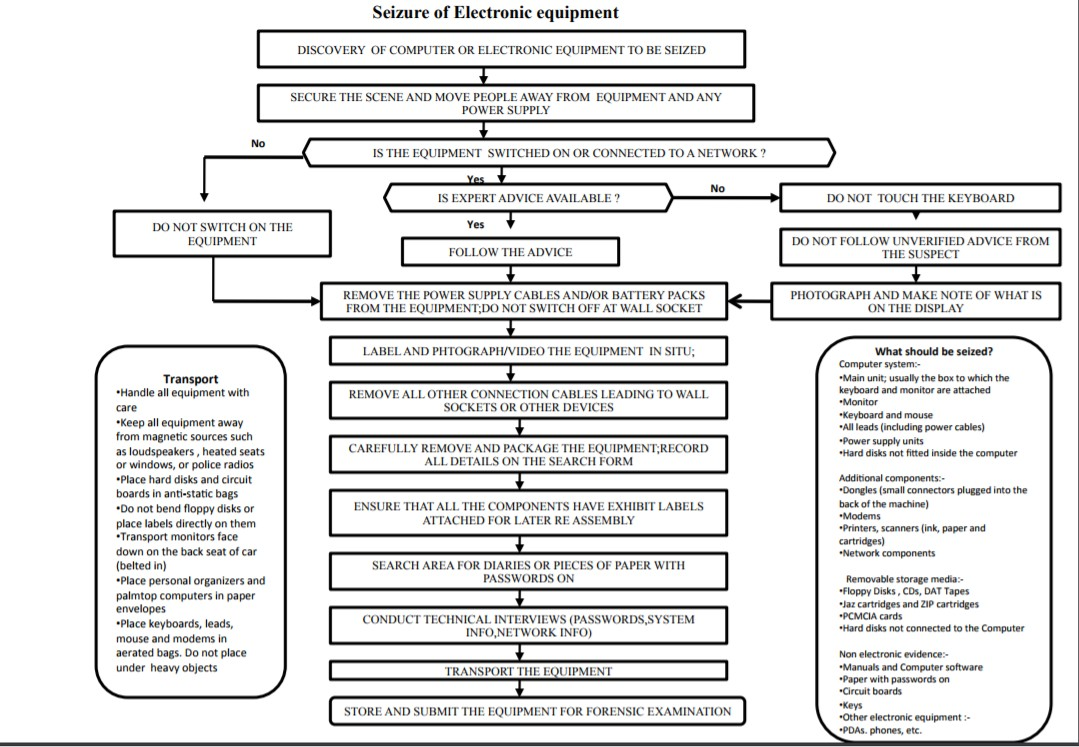 Seizure of Electronic equipment
DISCOVERY OF COMPUTER OR ELECTRONIC EQUIPMENT TO BE SEIZED
SECURE THE SCENE AND MOVE PEOPLE AWAY FROM EQUIPMENT AND ANY
POWER SUPPLY
No
IS THE EQUIPMENT SWITCHED ON OR CONNECTED TO A NETWORK ?
Yes
IS EXPERT ADVICE AVAILABLE ?
No
DO NOT TOUCH THE KEYBOARD
DO NOT SWITCH ON THE
EQUIPMENT
Yes
FOLLOW THE ADVICE
DO NOT FOLLOW UNVERIFIED ADVICE FROM
THE SUSPECT
REMOVE THE POWER SUPPLY CABLES AND/OR BATTERY PACKS
FROM THE EQUIPMENT;DO NOT SWITCH OFF AT WALL SOCKET
PHOTOGRAPH AND MAKE NOTE OF WHAT IS
ON THE DISPLAY
LABEL AND PHTOGRAPH/VIDEO THE EQUIPMENT IN SITU;
REMOVE ALL OTHER CONNECTION CABLES LEADING TO WALL
SOCKETS OR OTHER DEVICES
CAREFULLY REMOVE AND PACKAGE THE EQUIPMENT;RECORD
ALL DETAILS ON THE SEARCH FORM
ENSURE THAT ALL THE COMPONENTS HAVE EXHIBIT LABELS
ATTACHED FOR LATER RE ASSEMBLY
SEARCH AREA FOR DIARIES OR PIECES OF PAPER WITH
PASSWORDS ON
CONDUCT TECHNICAL INTERVIEWS (PASSWORDS,SYSTEM
INFO,NETWORK INFO)
TRANSPORT THE EQUIPMENT
STORE AND SUBMIT THE EQUIPMENT FOR FORENSIC EXAMINATION
Transport
•Handle all equipment with
care
•Keep all equipment away
from magnetic sources such
as loudspeakers , heated seats
or windows, or police radios
•Place hard disks and circuit
boards in anti-static bags
•Do not bend floppy disks or
place labels directly on them
•Transport monitors face
down on the back seat of car
(belted in)
•Place personal organizers and
palmtop computers in paper
envelopes
•Place keyboards, leads,
mouse and modems in
aerated bags. Do not place
under heavy objects
What should be seized?
Computer system:-
•Main unit; usually the box to which the
keyboard and monitor are attached
•Monitor
•Keyboard and mouse
•All leads (including power cables)
•Power supply units
•Hard disks not fitted inside the computer
Additional components:-
•Dongles (small connectors plugged into the
back of the machine)
•Modems
•Printers, scanners (ink, paper and
cartridges)
•Network components
Removable storage media:-
•Floppy Disks , CDs, DAT Tapes
•Jaz cartridges and ZIP cartridges
•PCMCIA cards
•Hard disks not connected to the Computer
Non electronic evidence:-
•Manuals and Computer software
•Paper with passwords on
•Circuit boards
•Keys
•Other electronic equipment :-
•PDAs. phones, etc.